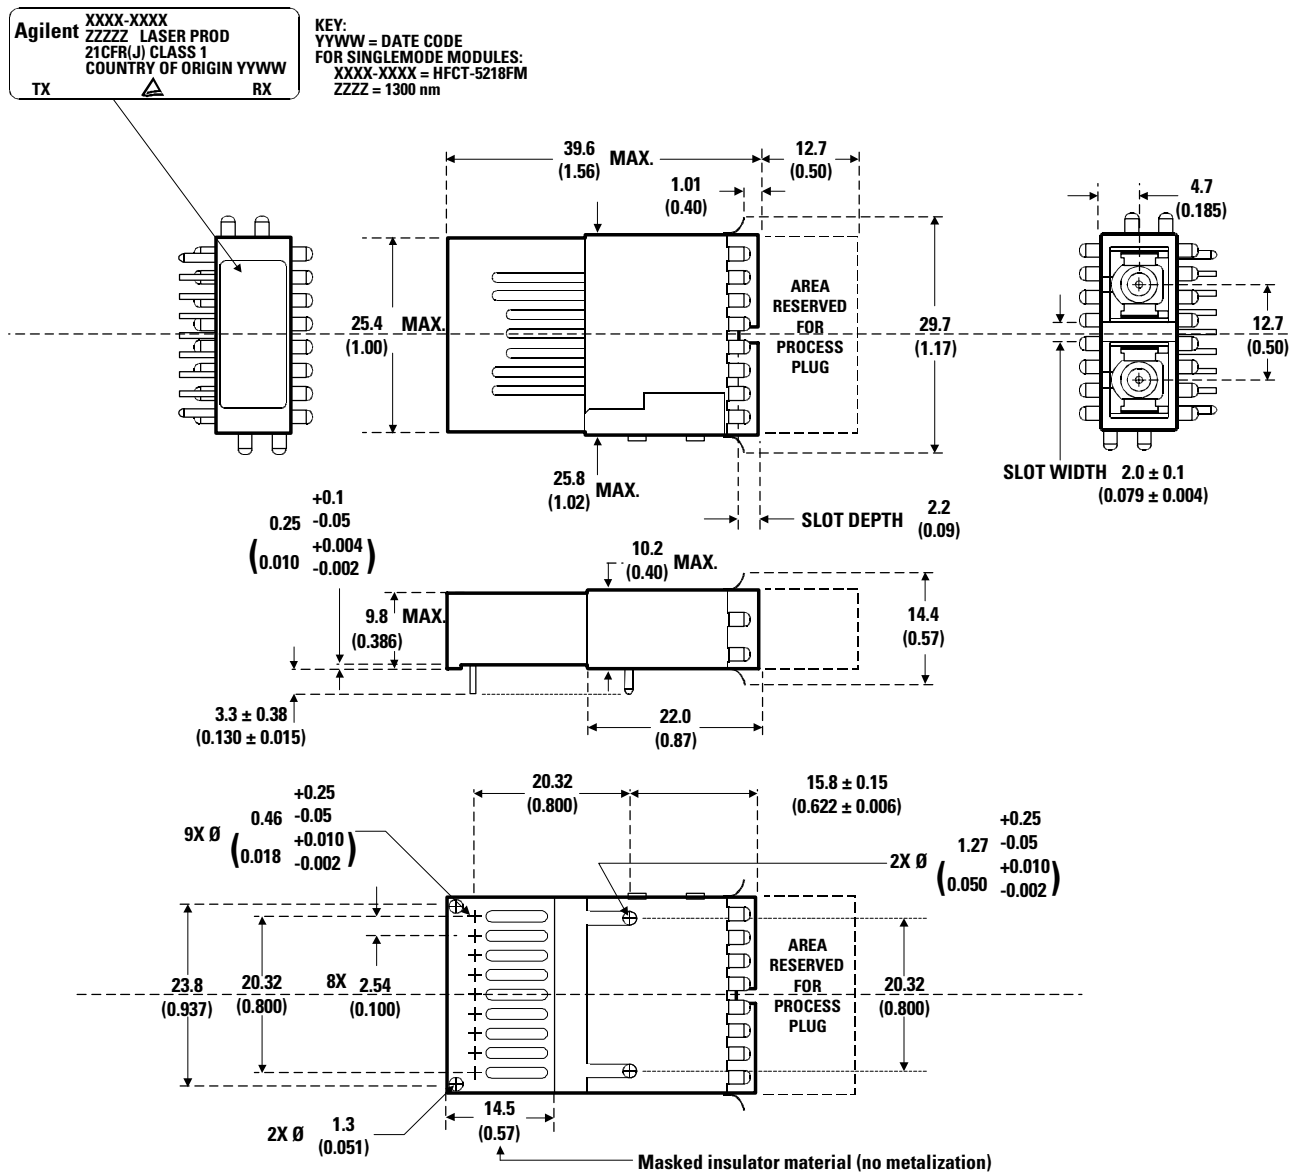 Agilent
XXXX-XXXX
ZZZZZ LASER PROD
21CFR(J) CLASS 1
COUNTRY OF ORIGIN YYWW
TX
RX
KEY:
YYWW = DATE CODE
FOR SINGLEMODE MODULES:
XXXX-XXXX = HFCT-5218FM
ZZZZ = 1300 nm
39.6
(1.56)
MAX.
12.7
(0.50)
1.01
(0.40)
4.7
(0.185)
25.4
(1.00)
MAX.
AREA
RESERVED
FOR
PROCESS
PLUG
29.7
(1.17)
12.7
(0.50)
25.8
(1.02)
MAX.
SLOT DEPTH
2.2
(0.09)
SLOT WIDTH
2.0 ± 0.1
(0.079 ± 0.004)
0.25
+0.1
-0.05
(0.010 +0.004
-0.002)
10.2
(0.40)
MAX.
9.8
(0.386)
MAX.
14.4
(0.57)
3.3 ± 0.38
(0.130 ± 0.015)
22.0
(0.87)
20.32
(0.800)
15.8 ± 0.15
(0.622 ± 0.006)
9X Ø
0.46
+0.25
-0.05
(0.018 +0.010
-0.002)
2X Ø
1.27
+0.25
-0.05
(0.050 +0.010
-0.002)
23.8
(0.937)
20.32
(0.800)
8X
2.54
(0.100)
AREA
RESERVED
FOR
PROCESS
PLUG
20.32
(0.800)
2X Ø
1.3
(0.051)
14.5
(0.57)
Masked insulator material (no metalization)